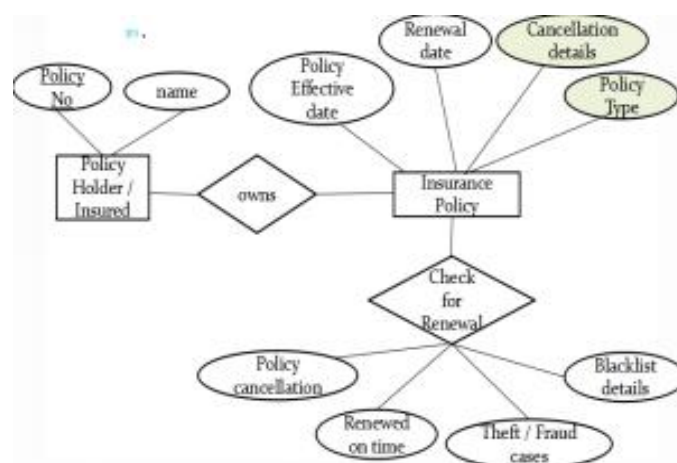 Renewal
date
Cancellation
details
Policy
Effective
date
Policy
Type
Policy
No
name
Policy
Holder /
Insured
owns
Insurance
Policy
Check
for
Renewal
Policy
cancellation
Blacklist
details
Renewed
on time
Theft / Fraud
cases